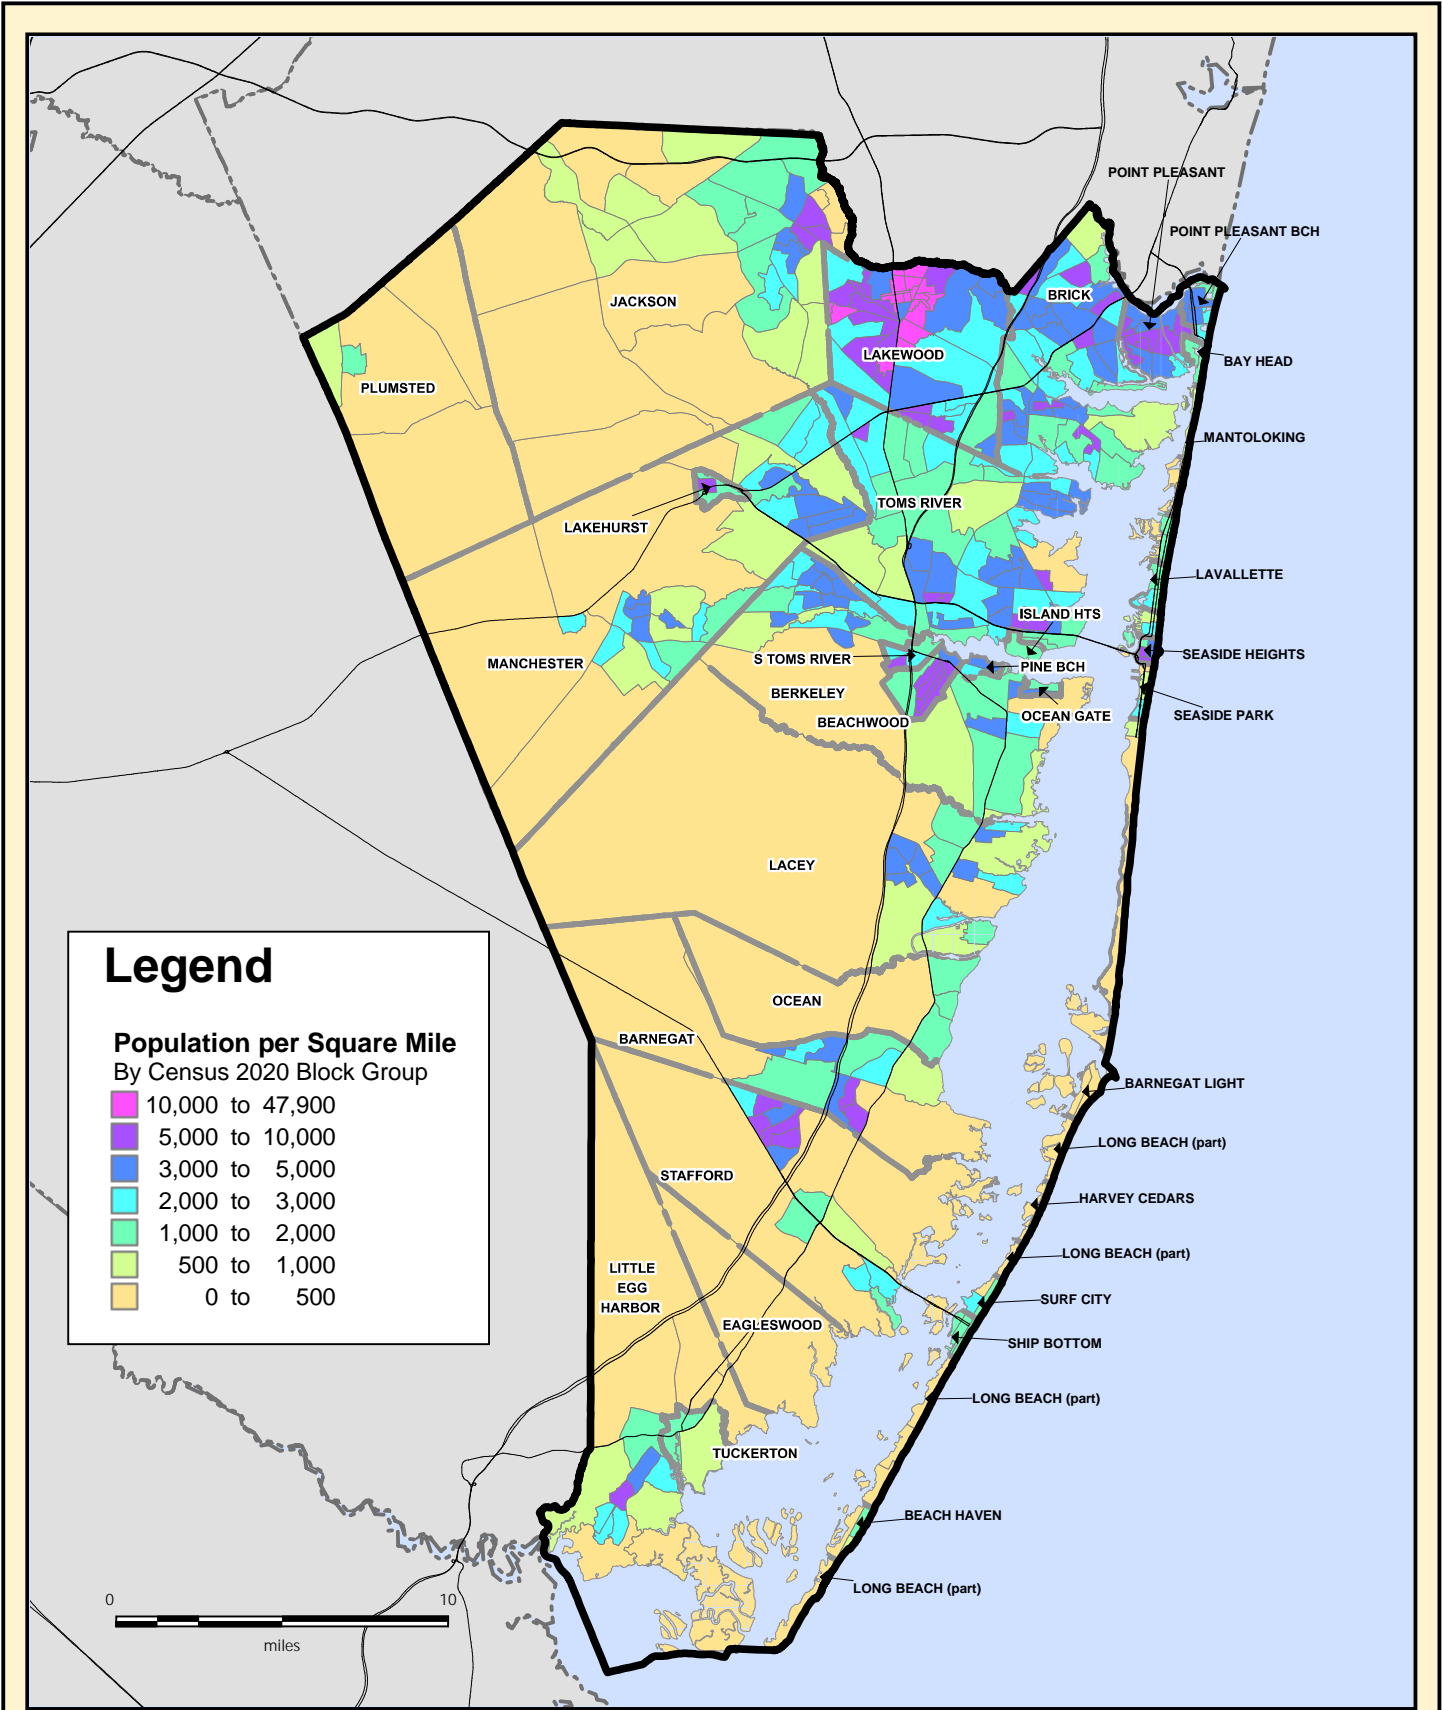 POINT PLEASANT
POINT PLEASANT BCH
JACKSON
BRICK
LAKEWOOD
BAY HEAD
PLUMSTED
MANTOLOKING
TOMS RIVER
LAKEHURST
LAVALLETTE
ISLAND HTS
MANCHESTER
S TOMS RIVER
PINE BCH
SEASIDE HEIGHTS
BERKELEY
BEACHWOOD
OCEAN GATE
SEASIDE PARK
LACEY
Legend
OCEAN
BARNEGAT
Population per Square Mile
By Census 2020 Block Group
10,000 to 47,900
5,000 to 10,000
3,000 to 5,000
2,000 to 3,000
1,000 to 2,000
500 to 1,000
0 to 500
BARNEGAT LIGHT
LONG BEACH (part)
STAFFORD
HARVEY CEDARS
LONG BEACH (part)
LITTLE
EGG
HARBOR
SURF CITY
EAGLESWOOD
SHIP BOTTOM
LONG BEACH (part)
TUCKERTON
BEACH HAVEN
LONG BEACH (part)
0 10
miles